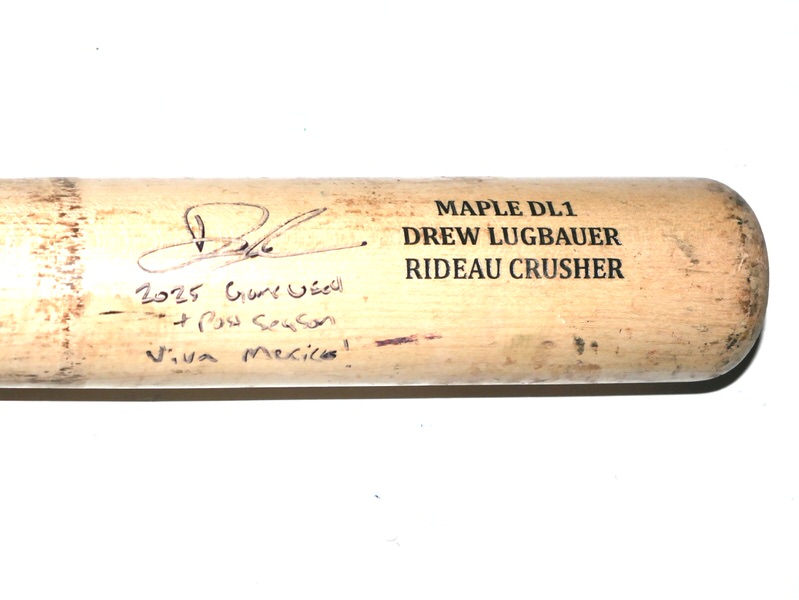 MAPLE DL1
DREW LUGBAUER
RIDEAU CRUSHER
2025 Game Used
+ Post Season
Viva Mexico!